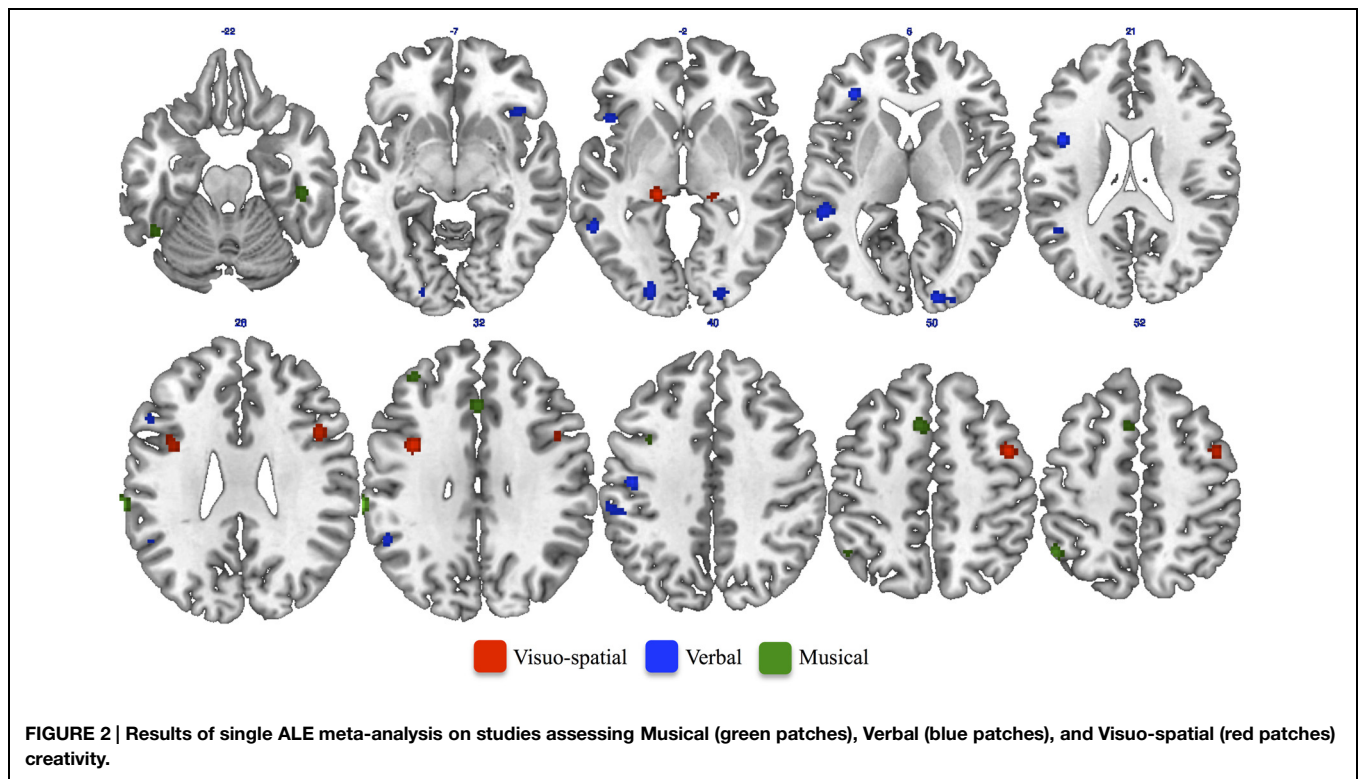 -22 -7 -2 6 21
28 32 40 50 52
Visuo-spatial Verbal Musical
FIGURE 2 | Results of single ALE meta-analysis on studies assessing Musical (green patches), Verbal (blue patches), and Visuo-spatial (red patches)
creativity.